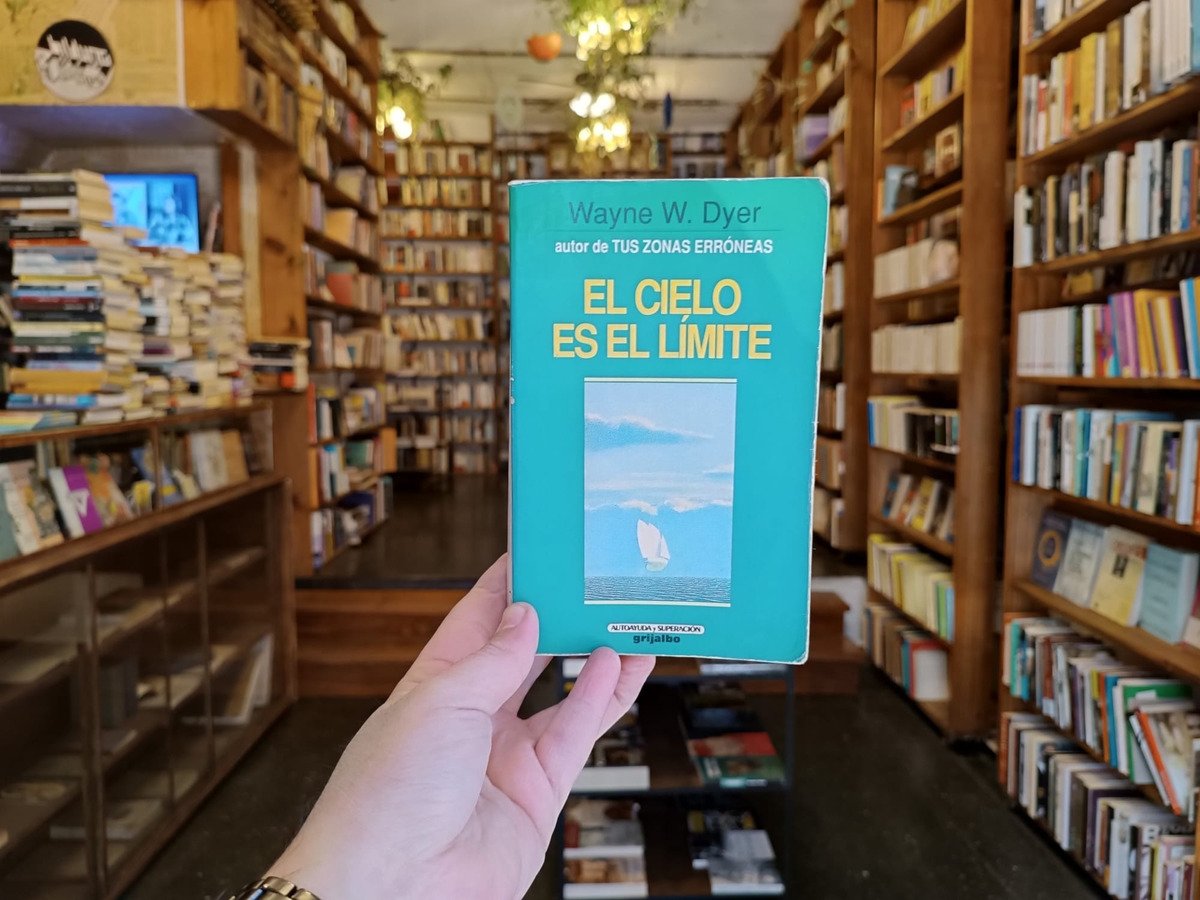 Wayne W. Dyer
autor de TUS ZONAS ERRÓNEAS
EL CIELO
ES EL LÍMITE
AUTOAYUDA Y SUPERACIÓN
grijalbo